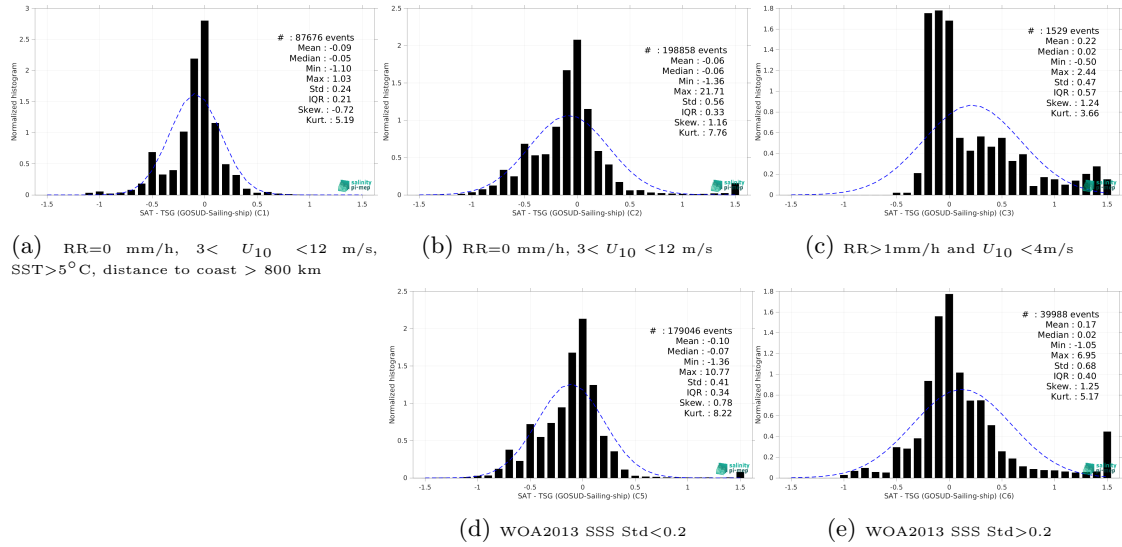 3
2.5
2
1.5
1
0.5
0
-1.5 -1 -0.5 0 0.5 1 1.5
Normalized histogram
# : 87676 events
Mean : -0.09
Median : -0.05
Min : -1.10
Max : 1.03
Std : 0.24
IQR : 0.21
Skew. : -0.72
Kurt. : 5.19
salinity
pi-mep
SAT - TSG (GOSUD-Sailing-ship) (C1)
(a) RR=0 mm/h, 3< U10 <12 m/s,
SST>5°C, distance to coast > 800 km
2.5
2
1.5
1
0.5
0
-1.5 -1 -0.5 0 0.5 1 1.5
Normalized histogram
# : 198858 events
Mean : -0.06
Median : -0.06
Min : -1.36
Max : 21.71
Std : 0.56
IQR : 0.33
Skew. : 1.16
Kurt. : 7.76
salinity
pi-mep
SAT - TSG (GOSUD-Sailing-ship) (C2)
(b) RR=0 mm/h, 3< U10 <12 m/s
1.8
1.6
1.4
1.2
1
0.8
0.6
0.4
0.2
0
-1.5 -1 -0.5 0 0.5 1 1.5
Normalized histogram
# : 1529 events
Mean : 0.22
Median : 0.02
Min : -0.50
Max : 2.44
Std : 0.47
IQR : 0.57
Skew. : 1.24
Kurt. : 3.66
salinity
pi-mep
SAT - TSG (GOSUD-Sailing-ship) (C3)
(c) RR>1mm/h and U10 <4m/s
2.5
2
1.5
1
0.5
0
-1.5 -1 -0.5 0 0.5 1 1.5
Normalized histogram
# : 179046 events
Mean : -0.10
Median : -0.07
Min : -1.36
Max : 10.77
Std : 0.41
IQR : 0.34
Skew. : 0.78
Kurt. : 8.22
salinity
pi-mep
SAT - TSG (GOSUD-Sailing-ship) (C5)
(d) WOA2013 SSS Std<0.2
1.8
1.6
1.4
1.2
1
0.8
0.6
0.4
0.2
0
-1.5 -1 -0.5 0 0.5 1 1.5
Normalized histogram
# : 39988 events
Mean : 0.17
Median : 0.02
Min : -1.05
Max : 6.95
Std : 0.68
IQR : 0.40
Skew. : 1.25
Kurt. : 5.17
salinity
pi-mep
SAT - TSG (GOSUD-Sailing-ship) (C6)
(e) WOA2013 SSS Std>0.2